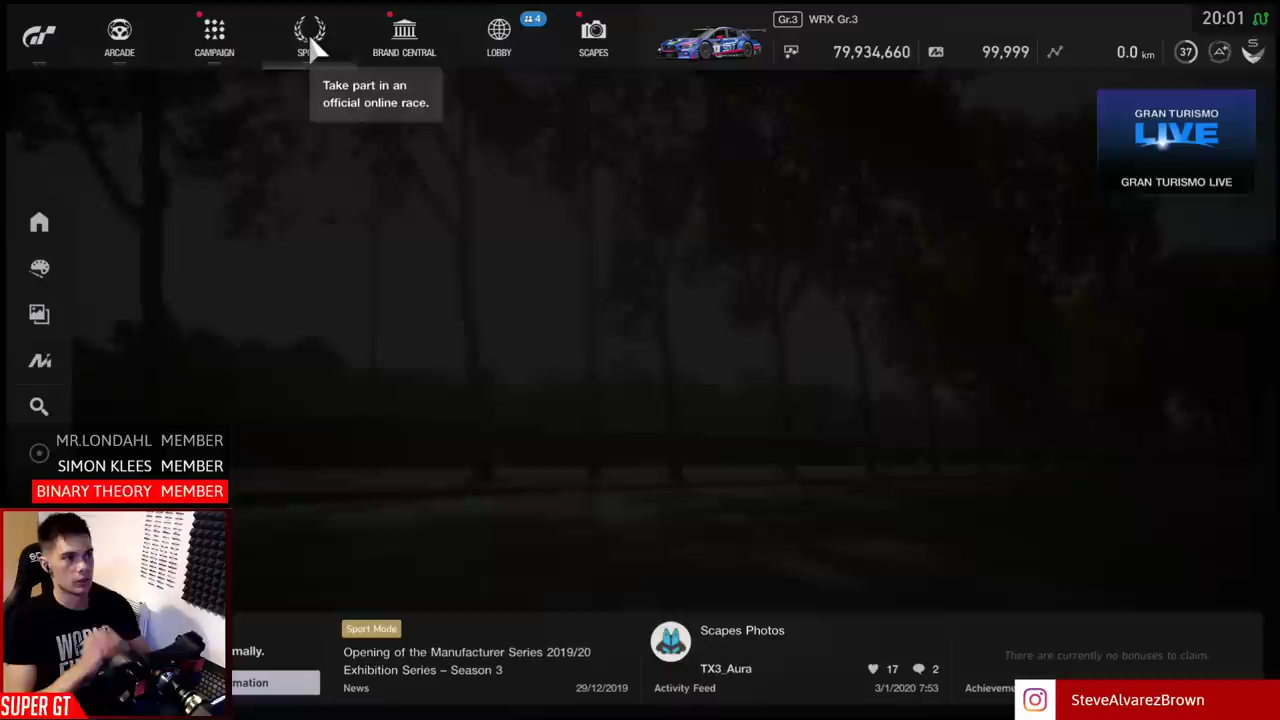 ARCADE
CAMPAIGN
SP
BRAND CENTRAL
LOBBY
4
SCAPES
Gr.3 WRX Gr.3
79,934,660
99,999
0.0 km
37
20:01
Take part in an
official online race.
GRAN TURISMO
LIVE
GRAN TURISMO LIVE
MR.LONDAHL MEMBER
SIMON KLEES MEMBER
BINARY THEORY MEMBER
SUPER GT
mally.
mation
Sport Mode
Opening of the Manufacturer Series 2019/20
Exhibition Series – Season 3
News 29/12/2019
Scapes Photos
TX3_Aura 17 2
Activity Feed 3/1/2020 7:53
There are currently no bonuses to claim.
Achieveme
SteveAlvarezBrown